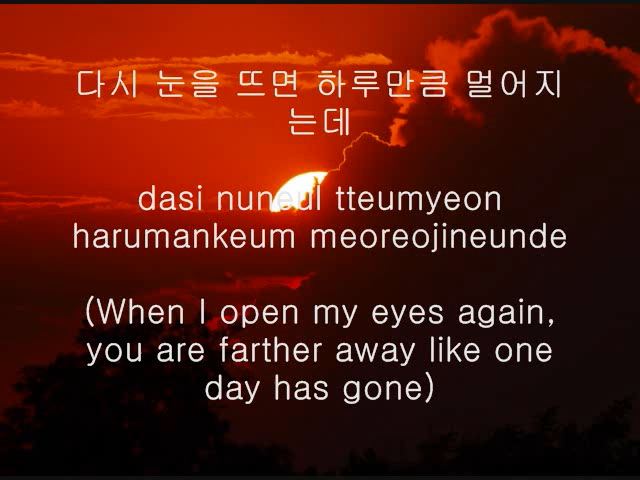 다시 눈을 뜨면 하루만큼 멀어지
는데
dasi nuneul tteumyeon
harumankeum meoreojineunde
(When I open my eyes again,
you are farther away like one
day has gone)